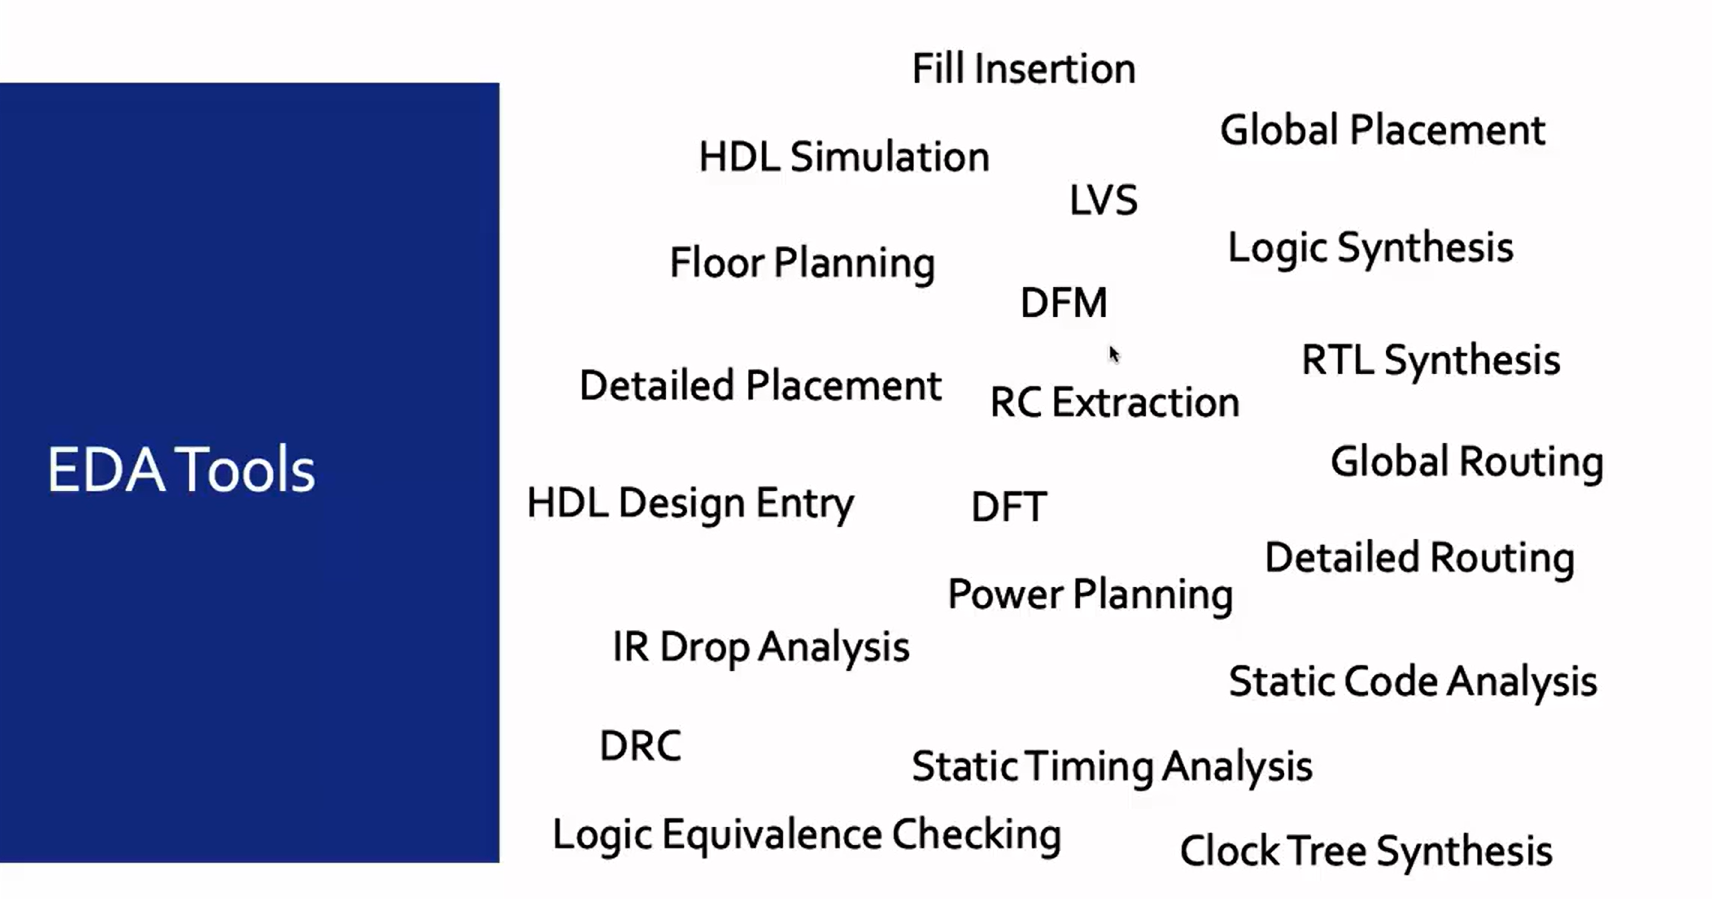 EDA Tools
Fill Insertion
Global Placement
HDL Simulation
LVS
Logic Synthesis
Floor Planning
DFM
RTL Synthesis
Detailed Placement
RC Extraction
Global Routing
HDL Design Entry
DFT
Detailed Routing
Power Planning
IR Drop Analysis
Static Code Analysis
DRC
Static Timing Analysis
Logic Equivalence Checking
Clock Tree Synthesis